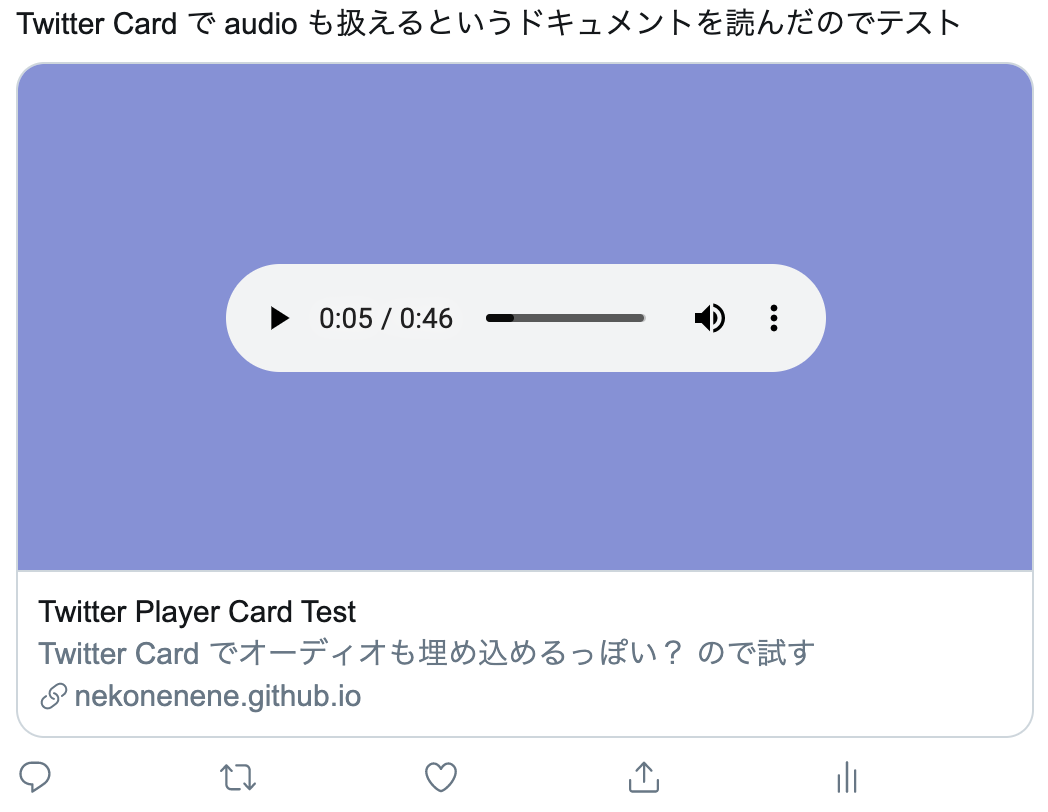 Twitter Card で audio も扱えるというドキュメントを読んだのでテスト
0:05 / 0:46
Twitter Player Card Test
Twitter Card でオーディオも埋め込めるっぽい？ ので試す
nekonenene.github.io